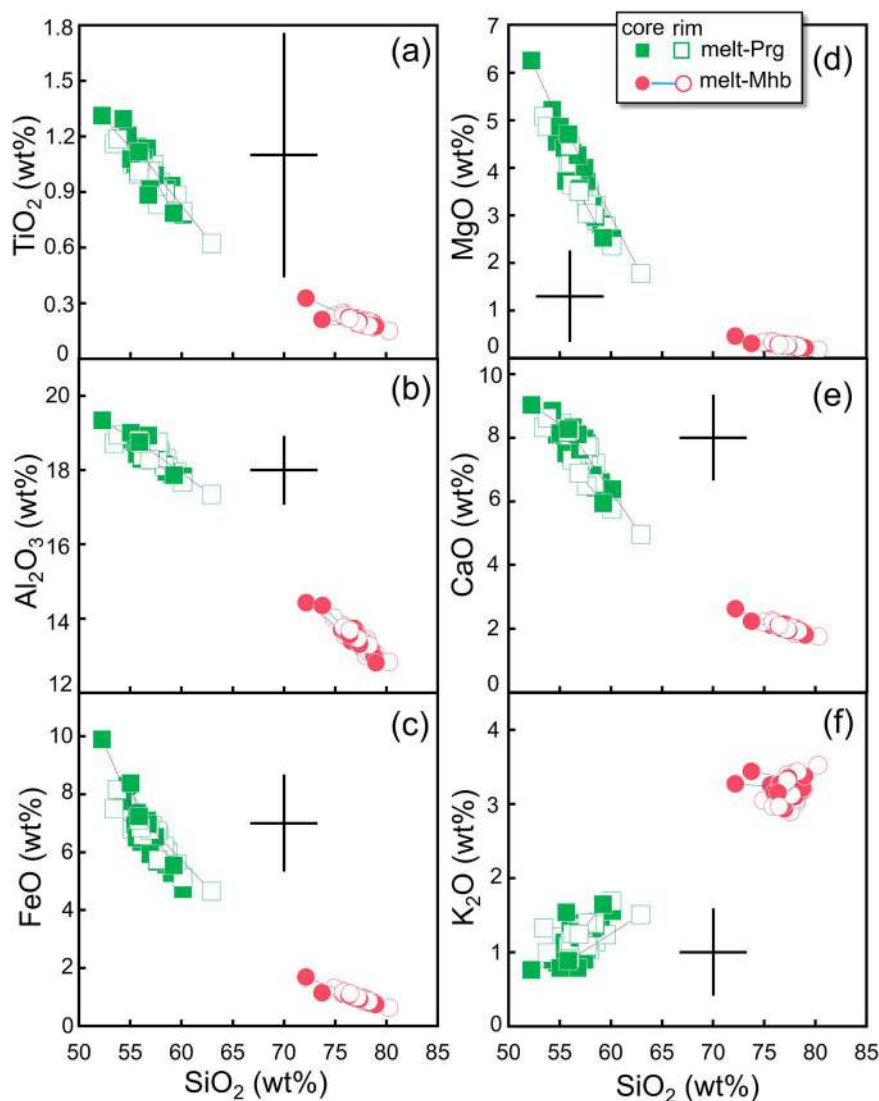 core rim
melt-Prg
melt-Mhb
(a)
TiO₂ (wt%)
1.8
1.5
1.2
0.9
0.6
0.3
0
(d)
MgO (wt%)
7
6
5
4
3
2
1
0
(b)
Al₂O₃ (wt%)
20
18
16
14
12
(e)
CaO (wt%)
10
8
6
4
2
0
(c)
FeO (wt%)
10
8
6
4
2
0
50 55 60 65 70 75 80 85
SiO₂ (wt%)
(f)
K₂O (wt%)
4
3
2
1
0
50 55 60 65 70 75 80 85
SiO₂ (wt%)